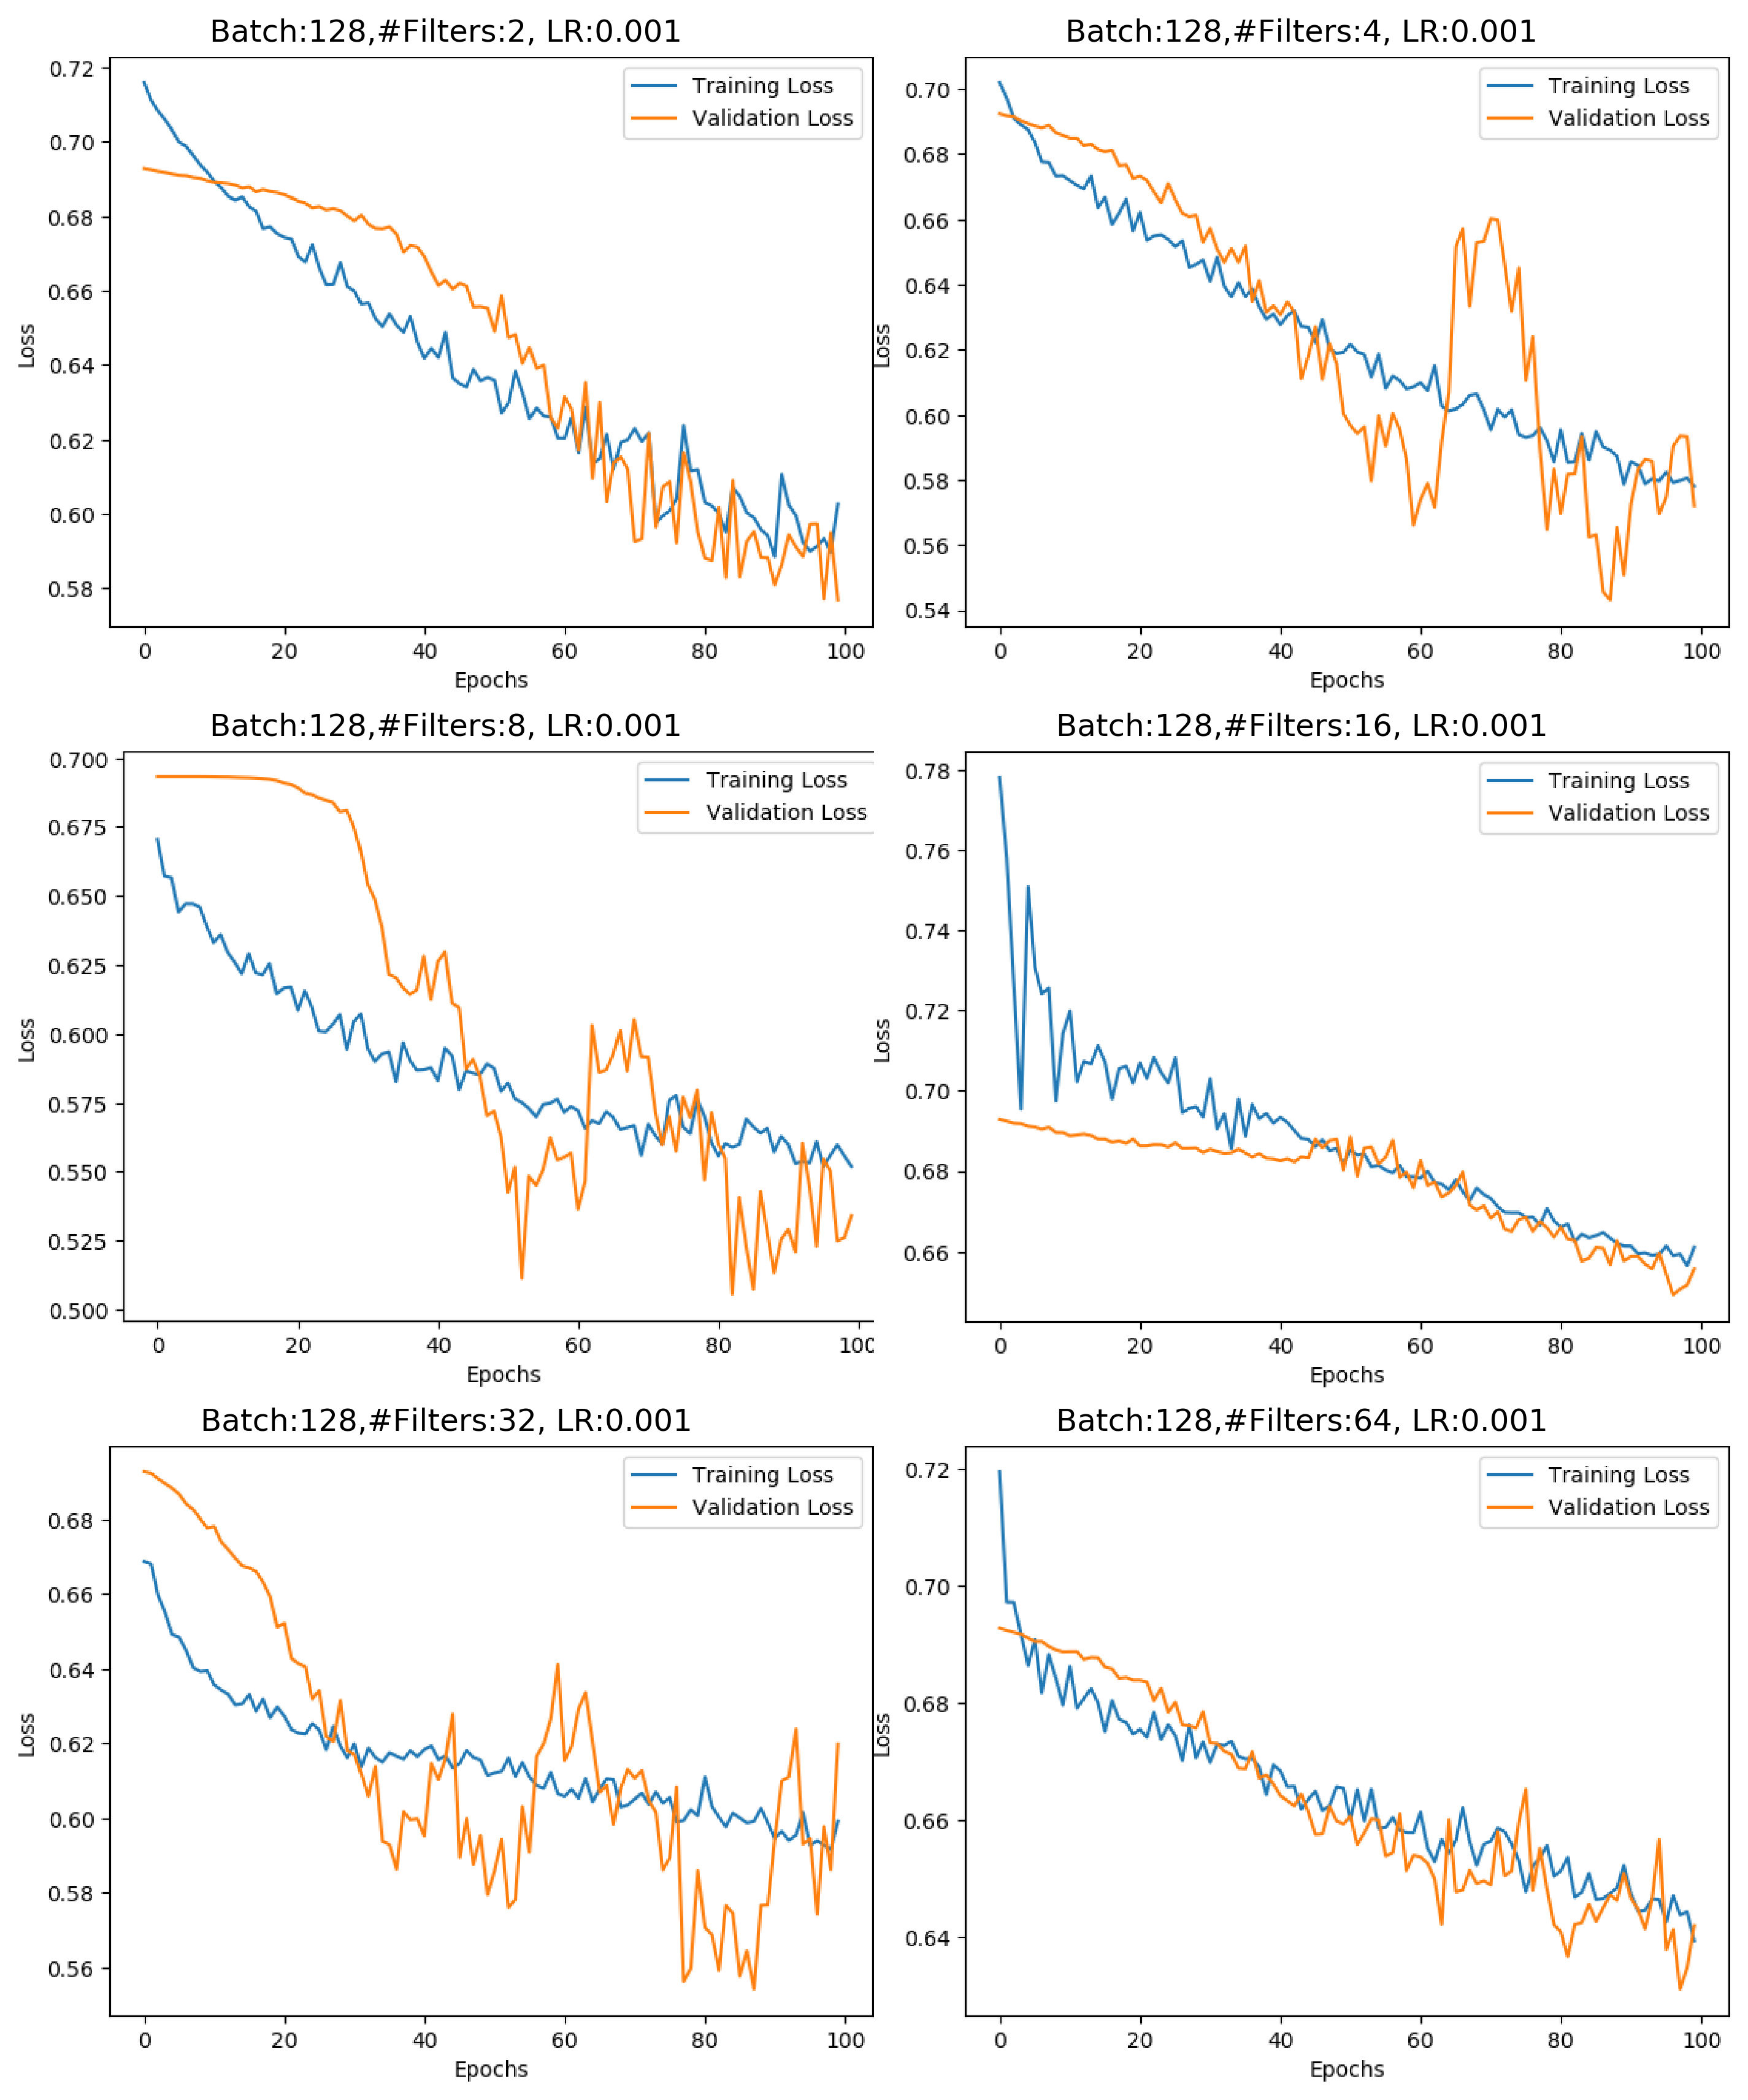 Batch:128,#Filters:2, LR:0.001
Training Loss
Validation Loss
0.72
0.70
0.68
0.66
0.64
0.62
0.60
0.58
Loss
0 20 40 60 80 100
Epochs
Batch:128,#Filters:4, LR:0.001
Training Loss
Validation Loss
0.70
0.68
0.66
0.64
0.62
0.60
0.58
0.56
0.54
Loss
0 20 40 60 80 100
Epochs
Batch:128,#Filters:8, LR:0.001
Training Loss
Validation Loss
0.700
0.675
0.650
0.625
0.600
0.575
0.550
0.525
0.500
Loss
0 20 40 60 80 100
Epochs
Batch:128,#Filters:16, LR:0.001
Training Loss
Validation Loss
0.78
0.76
0.74
0.72
0.70
0.68
0.66
Loss
0 20 40 60 80 100
Epochs
Batch:128,#Filters:32, LR:0.001
Training Loss
Validation Loss
0.68
0.66
0.64
0.62
0.60
0.58
0.56
Loss
0 20 40 60 80 100
Epochs
Batch:128,#Filters:64, LR:0.001
Training Loss
Validation Loss
0.72
0.70
0.68
0.66
0.64
Loss
0 20 40 60 80 100
Epochs